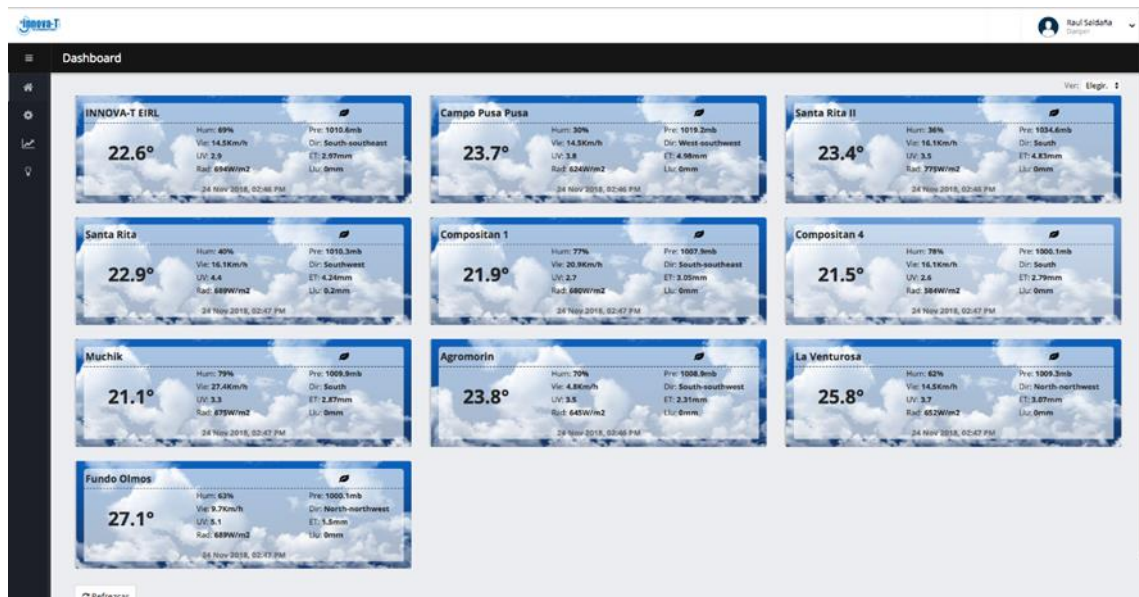 innova-T
Raul Saldaña
Dashboard
Ver: Elegir.
INNOVA-T EIRL
22.6°
Hum: 69%
Vie: 14.5Km/h
UV: 2.9
Rad: 694W/m2
Pre: 1010.6mb
Dir: South-southeast
ET: 2.97mm
Llu: 0mm
24 Nov 2018, 02:46 PM
Campo Pusa Pusa
23.7°
Hum: 30%
Vie: 14.5Km/h
UV: 3.8
Rad: 624W/m2
Pre: 1019.2mb
Dir: West-southwest
ET: 4.98mm
Llu: 0mm
24 Nov 2018, 02:46 PM
Santa Rita II
23.4°
Hum: 36%
Vie: 16.1Km/h
UV: 3.5
Rad: 775W/m2
Pre: 1034.6mb
Dir: South
ET: 4.83mm
Llu: 0mm
24 Nov 2018, 02:46 PM
Santa Rita
22.9°
Hum: 40%
Vie: 16.1Km/h
UV: 4.4
Rad: 689W/m2
Pre: 1010.3mb
Dir: Southwest
ET: 4.24mm
Llu: 0.2mm
24 Nov 2018, 02:47 PM
Compositan 1
21.9°
Hum: 77%
Vie: 20.9Km/h
UV: 2.7
Rad: 680W/m2
Pre: 1007.9mb
Dir: South-southeast
ET: 3.05mm
Llu: 0mm
24 Nov 2018, 02:47 PM
Compositan 4
21.5°
Hum: 78%
Vie: 16.1Km/h
UV: 2.6
Rad: 584W/m2
Pre: 1000.1mb
Dir: South
ET: 2.79mm
Llu: 0mm
24 Nov 2018, 02:47 PM
Muchik
21.1°
Hum: 79%
Vie: 27.4Km/h
UV: 3.3
Rad: 675W/m2
Pre: 1009.9mb
Dir: South
ET: 2.87mm
Llu: 0mm
24 Nov 2018, 02:47 PM
Agromorin
23.8°
Hum: 70%
Vie: 4.8Km/h
UV: 3.5
Rad: 645W/m2
Pre: 1008.9mb
Dir: South-southwest
ET: 2.31mm
Llu: 0mm
24 Nov 2018, 02:46 PM
La Venturosa
25.8°
Hum: 62%
Vie: 14.5Km/h
UV: 3.7
Rad: 652W/m2
Pre: 1009.3mb
Dir: North-northwest
ET: 3.07mm
Llu: 0mm
24 Nov 2018, 02:47 PM
Fundo Olmos
27.1°
Hum: 63%
Vie: 9.7Km/h
UV: 5.1
Rad: 689W/m2
Pre: 1000.1mb
Dir: North-northwest
ET: 5.5mm
Llu: 0mm
24 Nov 2018, 02:47 PM